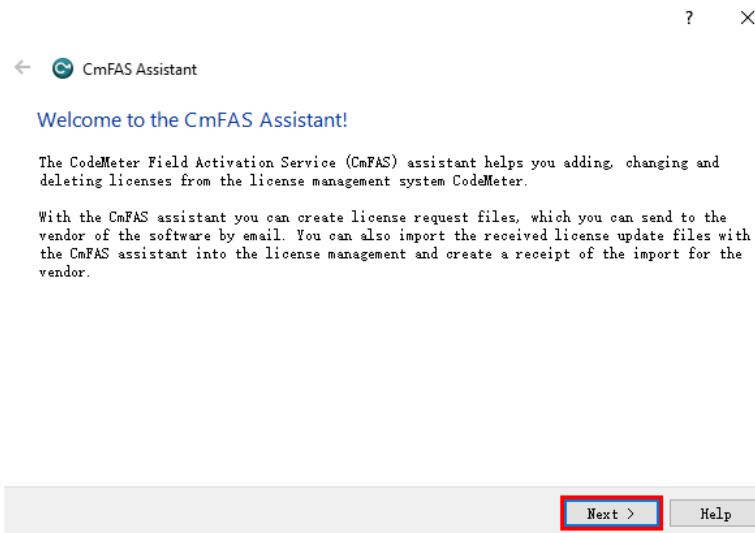 ?
CmFAS Assistant
Welcome to the CmFAS Assistant!
The CodeMeter Field Activation Service (CmFAS) assistant helps you adding, changing and
deleting licenses from the license management system CodeMeter.
With the CmFAS assistant you can create license request files, which you can send to the
vendor of the software by email. You can also import the received license update files with
the CmFAS assistant into the license management and create a receipt of the import for the
vendor.
Next >
Help